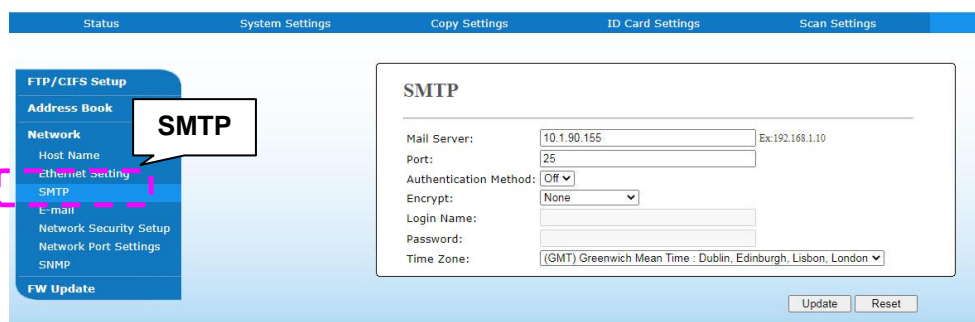 Status System Settings Copy Settings ID Card Settings Scan Settings
FTP/CIFS Setup
Address Book
Network
Host Name
Ethernet Setting
SMTP
E-mail
Network Security Setup
Network Port Settings
SNMP
FW Update
SMTP
SMTP
Mail Server: 10.1.90.155 Ex:192.168.1.10
Port: 25
Authentication Method: Off
Encrypt: None
Login Name:
Password:
Time Zone: (GMT) Greenwich Mean Time : Dublin, Edinburgh, Lisbon, London
Update Reset